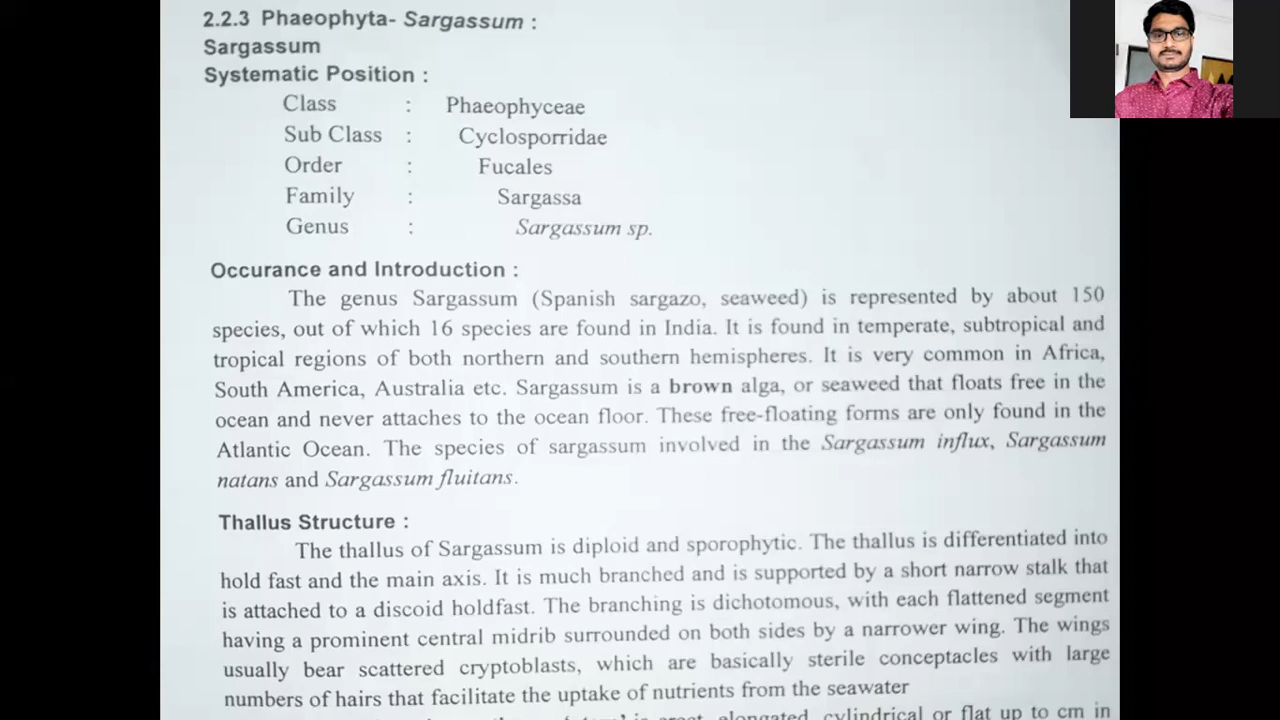 2.2.3 Phaeophyta- Sargassum :
Sargassum
Systematic Position :
Class : Phaeophyceae
Sub Class : Cyclosporridae
Order : Fucales
Family : Sargassa
Genus : Sargassum sp.
Occurance and Introduction :
The genus Sargassum (Spanish sargazo, seaweed) is represented by about 150
species, out of which 16 species are found in India. It is found in temperate, subtropical and
tropical regions of both northern and southern hemispheres. It is very common in Africa,
South America, Australia etc. Sargassum is a brown alga, or seaweed that floats free in the
ocean and never attaches to the ocean floor. These free-floating forms are only found in the
Atlantic Ocean. The species of sargassum involved in the Sargassum influx, Sargassum
natans and Sargassum fluitans.
Thallus Structure :
The thallus of Sargassum is diploid and sporophytic. The thallus is differentiated into
hold fast and the main axis. It is much branched and is supported by a short narrow stalk that
is attached to a discoid holdfast. The branching is dichotomous, with each flattened segment
having a prominent central midrib surrounded on both sides by a narrower wing. The wings
usually bear scattered cryptoblasts, which are basically sterile conceptacles with large
numbers of hairs that facilitate the uptake of nutrients from the seawater
is erect, elongated, cylindrical or flat up to cm in